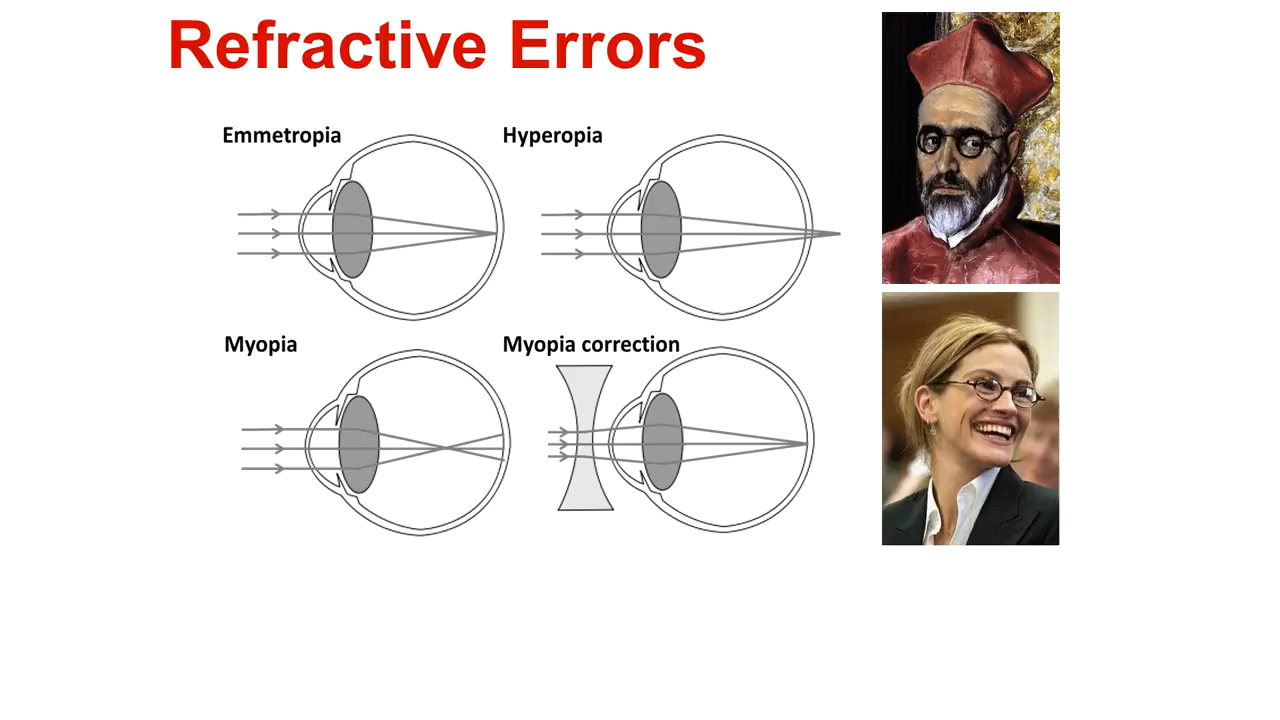 Refractive Errors
Emmetropia
Hyperopia
Myopia
Myopia correction